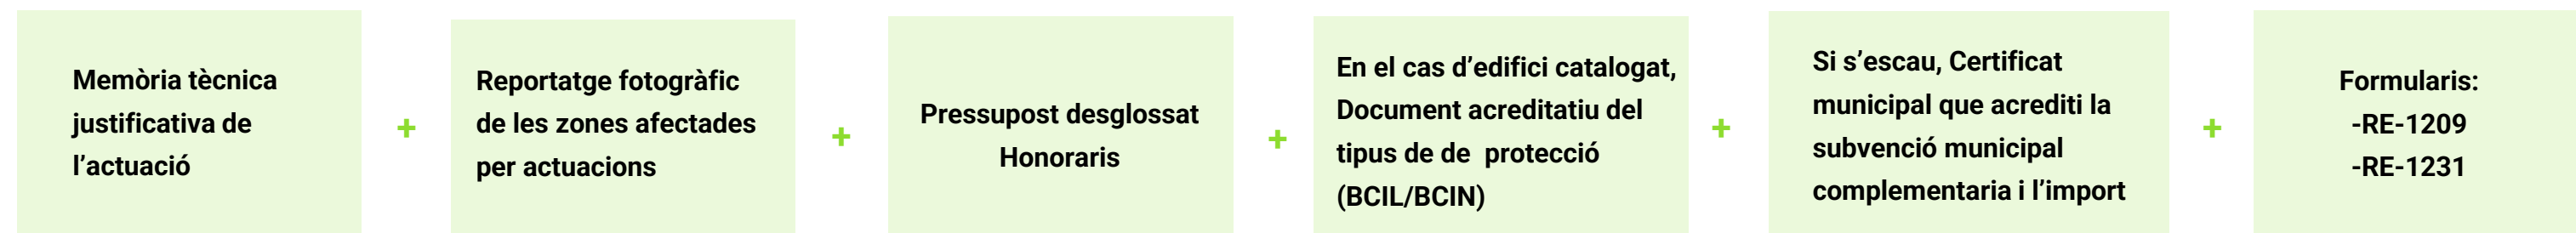 Memòria tècnica
justificativa de
l’actuació
+
Reportatge fotogràfic
de les zones afectades
per actuacions
+
Pressupost desglossat
Honoraris
+
En el cas d’edifici catalogat,
Document acreditatiu del
tipus de de  protecció
(BCIL/BCIN)
+
Si s’escau, Certificat
municipal que acrediti la
subvenció municipal
complementaria i l’import
+
Formularis:
-RE-1209
-RE-1231